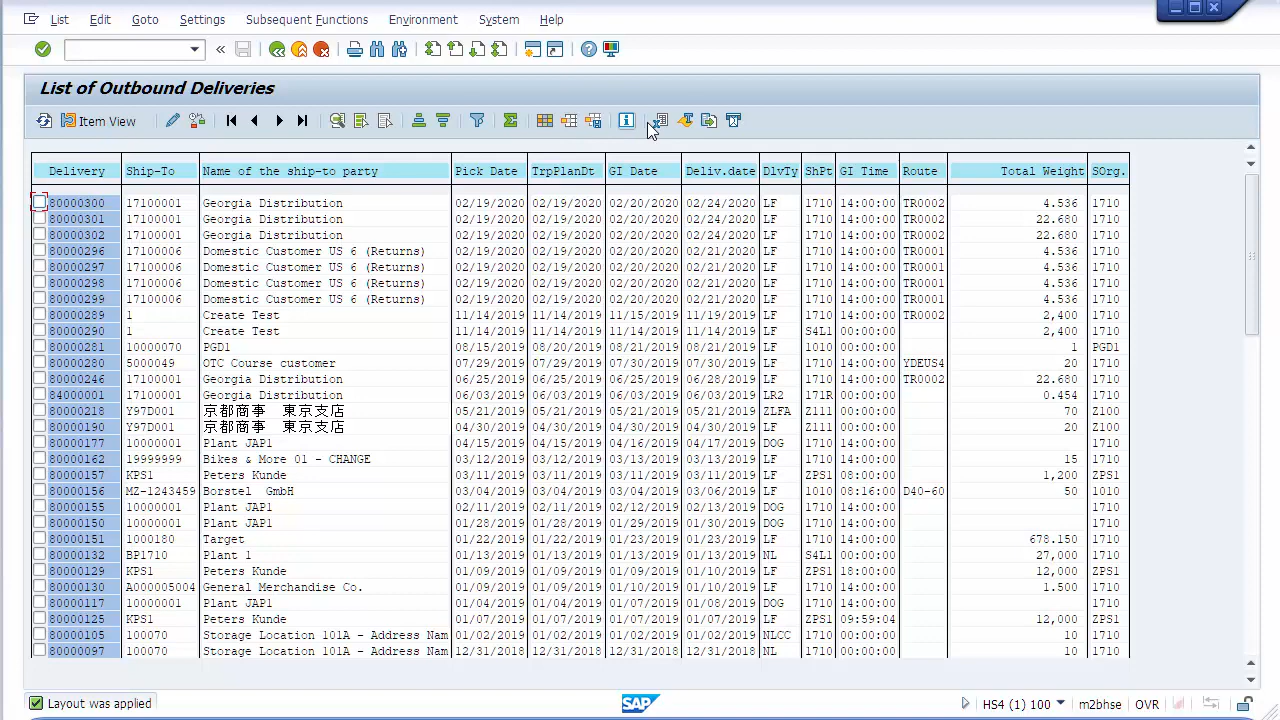 List Edit Goto Settings Subsequent Functions Environment System Help
List of Outbound Deliveries
Item View
Delivery Ship-To Name of the ship-to party Pick Date TrpPlanDt GI Date Deliv.date DlvTy ShPt GI Time Route Total Weight SOrg.
80000300 17100001 Georgia Distribution 02/19/2020 02/19/2020 02/20/2020 02/24/2020 LF 1710 14:00:00 TR0002 4.536 1710
80000301 17100001 Georgia Distribution 02/19/2020 02/19/2020 02/20/2020 02/24/2020 LF 1710 14:00:00 TR0002 22.680 1710
80000302 17100001 Georgia Distribution 02/19/2020 02/19/2020 02/20/2020 02/24/2020 LF 1710 14:00:00 TR0002 22.680 1710
80000296 17100006 Domestic Customer US 6 (Returns) 02/19/2020 02/19/2020 02/20/2020 02/21/2020 LF 1710 14:00:00 TR0001 4.536 1710
80000297 17100006 Domestic Customer US 6 (Returns) 02/19/2020 02/19/2020 02/20/2020 02/21/2020 LF 1710 14:00:00 TR0001 4.536 1710
80000298 17100006 Domestic Customer US 6 (Returns) 02/19/2020 02/19/2020 02/20/2020 02/21/2020 LF 1710 14:00:00 TR0001 4.536 1710
80000299 17100006 Domestic Customer US 6 (Returns) 02/19/2020 02/19/2020 02/20/2020 02/21/2020 LF 1710 14:00:00 TR0001 4.536 1710
80000289 1 Create Test 11/14/2019 11/14/2019 11/15/2019 11/19/2019 LF 1710 14:00:00 TR0002 2,400 1710
80000290 1 Create Test 11/14/2019 11/14/2019 11/14/2019 11/14/2019 LF S4L1 00:00:00 2,400 1710
80000281 10000070 PGD1 08/15/2019 08/20/2019 08/21/2019 08/21/2019 LF 1010 00:00:00 1 PGD1
80000280 5000049 OTC Course customer 07/29/2019 07/29/2019 07/30/2019 07/30/2019 LF 1710 14:00:00 YDEUS4 20 1710
80000246 17100001 Georgia Distribution 06/25/2019 06/25/2019 06/25/2019 06/28/2019 LF 1710 14:00:00 TR0002 22.680 1710
84000001 17100001 Georgia Distribution 06/03/2019 06/03/2019 06/03/2019 06/03/2019 LR2 171R 00:00:00 0.454 1710
80000218 Y97D001 京都商事 東京支店 05/21/2019 05/21/2019 05/21/2019 05/21/2019 ZLFA Z111 00:00:00 70 Z100
80000190 Y97D001 京都商事 東京支店 04/30/2019 04/30/2019 04/30/2019 04/30/2019 LF Z111 00:00:00 20 Z100
80000177 10000001 Plant JAP1 04/15/2019 04/15/2019 04/16/2019 04/17/2019 DOG 1710 14:00:00 1710
80000162 19999999 Bikes & More 01 - CHANGE 03/12/2019 03/12/2019 03/13/2019 03/13/2019 LF 1710 14:00:00 15 1710
80000157 KPS1 Peters Kunde 03/11/2019 03/11/2019 03/11/2019 03/11/2019 LF ZPS1 08:00:00 1,200 ZPS1
80000156 MZ-1243459 Borstel GmbH 03/04/2019 03/04/2019 03/04/2019 03/06/2019 LF 1010 08:16:00 D40-60 50 1010
80000155 10000001 Plant JAP1 02/11/2019 02/11/2019 02/12/2019 02/13/2019 DOG 1710 14:00:00 1710
80000150 10000001 Plant JAP1 01/28/2019 01/28/2019 01/29/2019 01/30/2019 DOG 1710 14:00:00 1710
80000151 1000180 Target 01/22/2019 01/22/2019 01/23/2019 01/23/2019 LF 1710 14:00:00 678.150 1710
80000132 BP1710 Plant 1 01/13/2019 01/13/2019 01/13/2019 01/13/2019 NL S4L1 00:00:00 27,000 1710
80000129 KPS1 Peters Kunde 01/09/2019 01/09/2019 01/09/2019 01/09/2019 LF ZPS1 18:00:00 12,000 ZPS1
80000130 A000005004 General Merchandise Co. 01/09/2019 01/09/2019 01/10/2019 01/10/2019 LF 1710 14:00:00 1.500 1710
80000117 10000001 Plant JAP1 01/04/2019 01/04/2019 01/07/2019 01/08/2019 DOG 1710 14:00:00 1710
80000125 KPS1 Peters Kunde 01/07/2019 01/07/2019 01/07/2019 01/07/2019 LF ZPS1 09:59:04 12,000 ZPS1
80000105 100070 Storage Location 101A - Address Nam 01/02/2019 01/02/2019 01/02/2019 01/02/2019 NLCC 1710 00:00:00 10 1710
80000097 100070 Storage Location 101A - Address Nam 12/31/2018 12/31/2018 12/31/2018 12/31/2018 NL 1710 00:00:00 10 1710
Layout was applied SAP HS4 (1) 100 m2bhse OVR